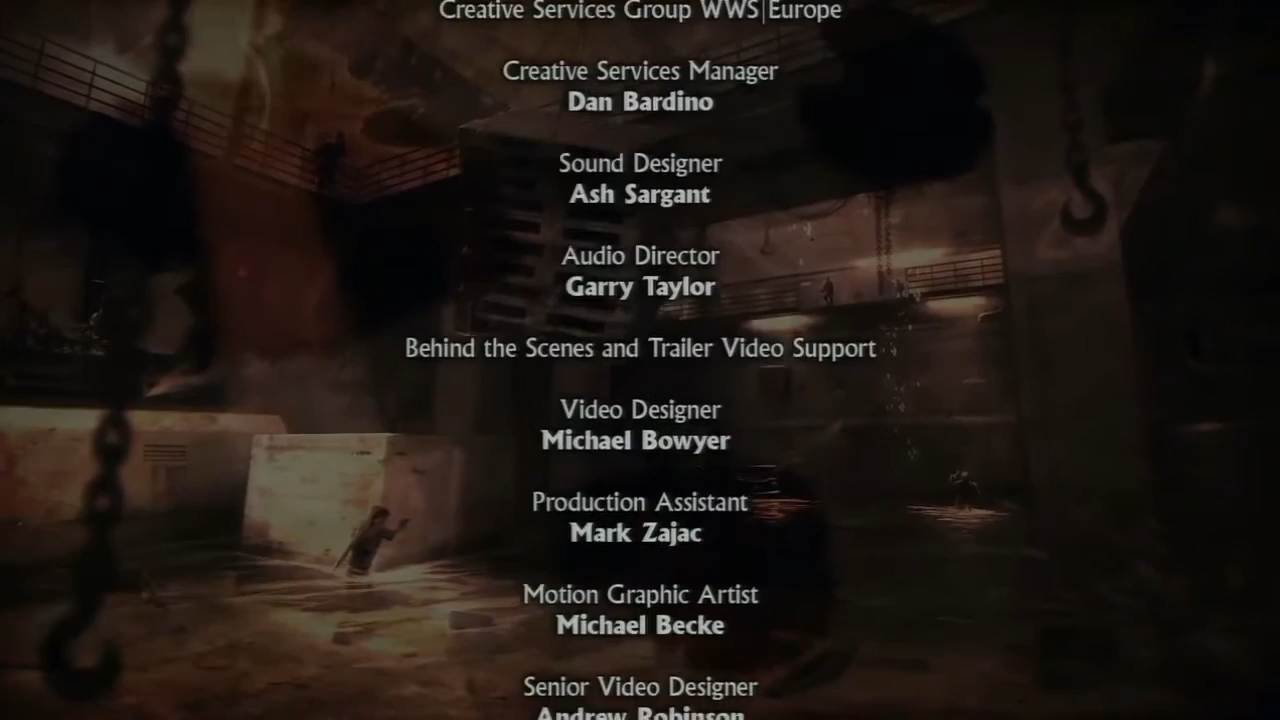 Creative Services Group WWS|Europe
Creative Services Manager
Dan Bardino
Sound Designer
Ash Sargant
Audio Director
Garry Taylor
Behind the Scenes and Trailer Video Support
Video Designer
Michael Bowyer
Production Assistant
Mark Zajac
Motion Graphic Artist
Michael Becke
Senior Video Designer
Andrew Robinson